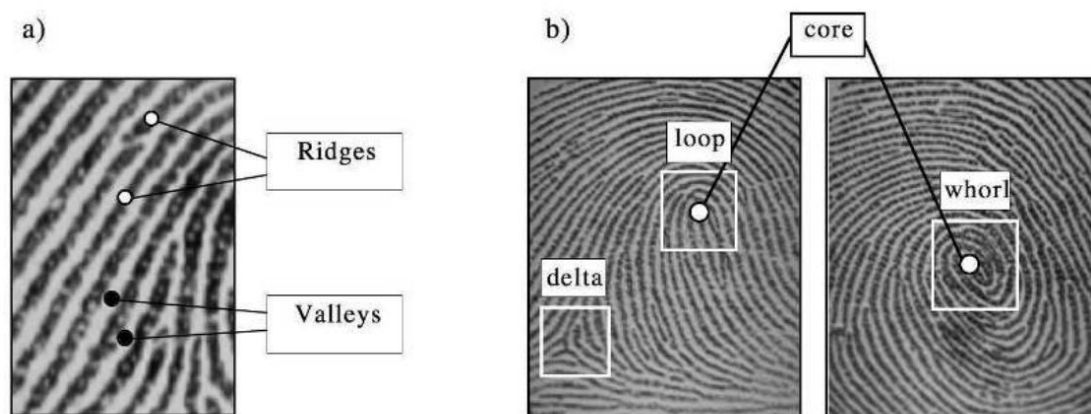 a)
Ridges
Valleys
b)
core
loop
whorl
delta